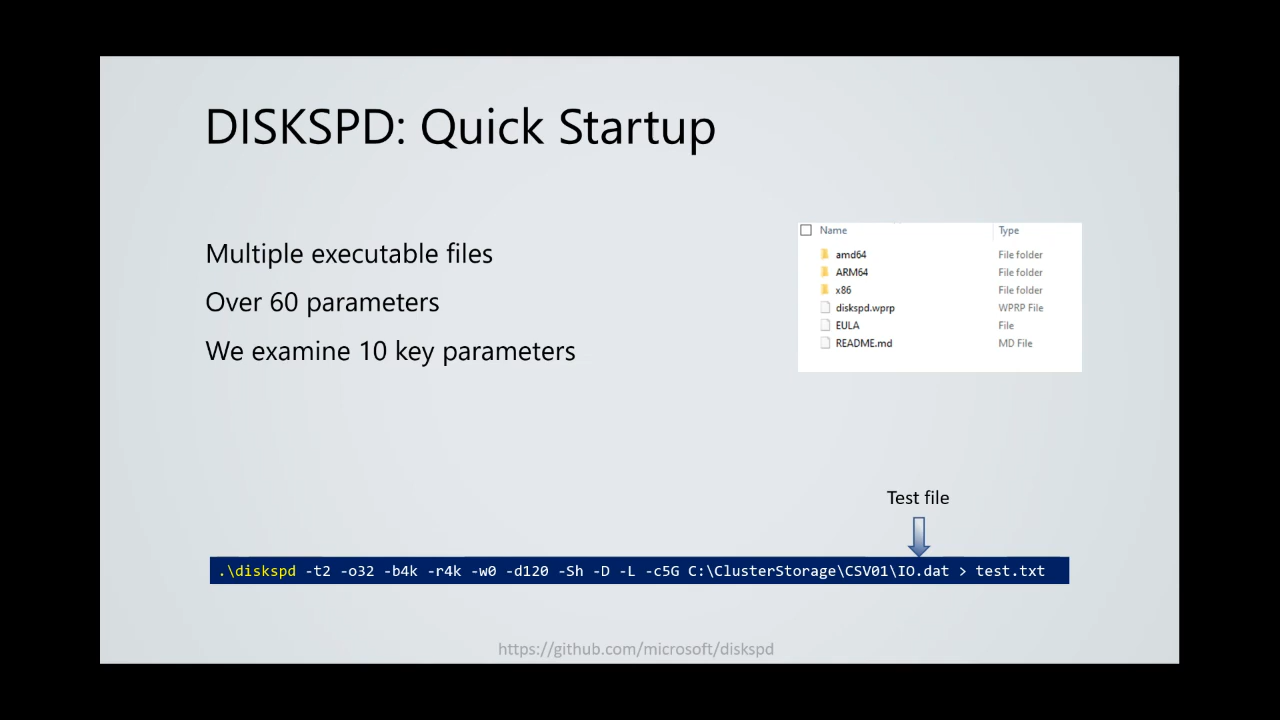 DISKSPD: Quick Startup
Multiple executable files
Over 60 parameters
We examine 10 key parameters
Name Type
amd64 File folder
ARM64 File folder
x86 File folder
diskspd.wprp WPRP File
EULA File
README.md MD File
Test file
.\diskspd -t2 -o32 -b4k -r4k -w0 -d120 -Sh -D -L -c5G C:\ClusterStorage\CSV01\IO.dat > test.txt
https://github.com/microsoft/diskspd